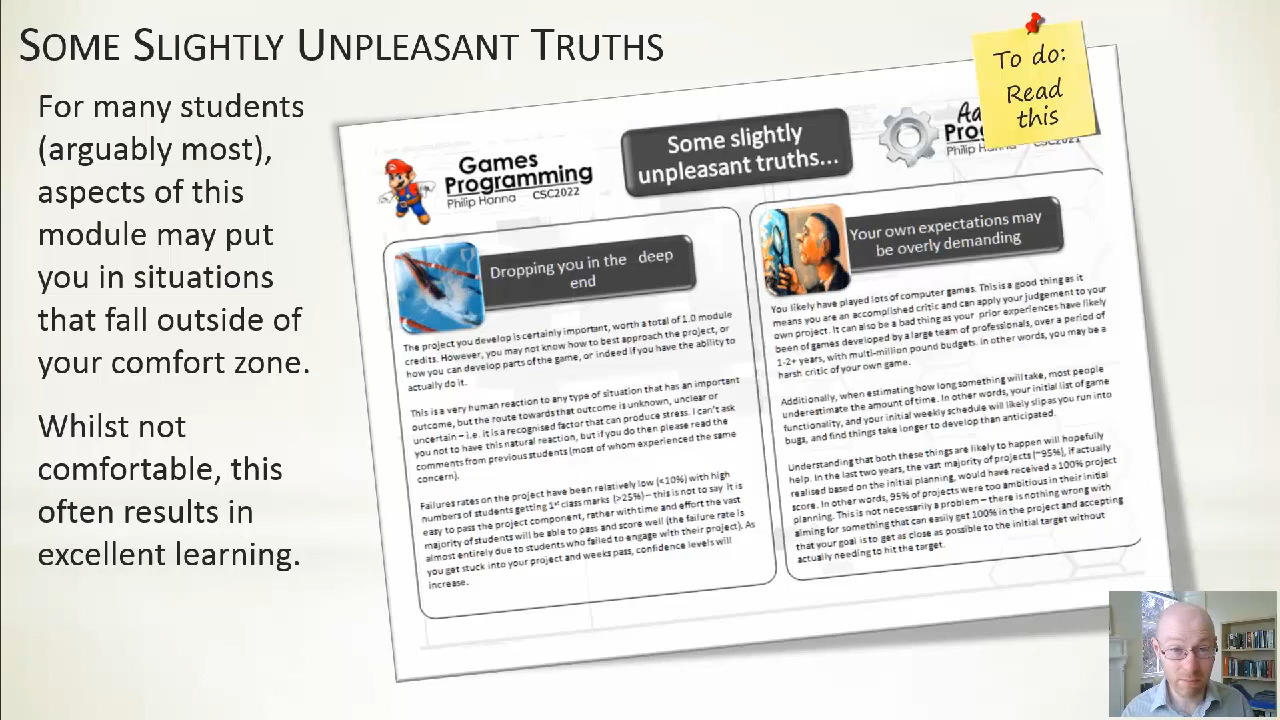 SOME SLIGHTLY UNPLEASANT TRUTHS
For many students
(arguably most),
aspects of this
module may put
you in situations
that fall outside of
your comfort zone.
Whilst not
comfortable, this
often results in
excellent learning.
To do:
Read
this
Games
Programming
Philip Hanna CSC2022
Some slightly
unpleasant truths...
Philip Hanna CSC2021
Dropping you in the deep
end
The project you develop is certainly important, worth a total of 1.0 module
credits. However, you may not know how to best approach the project, or
how you can develop parts of the game, or indeed if you have the ability to
actually do it.
This is a very human reaction to any type of situation that has an important
outcome, but the route towards that outcome is unknown, unclear or
uncertain – i.e. it is a recognised factor that can produce stress. I can't ask
you not to have this natural reaction, but if you do then please read the
comments from previous students (most of whom experienced the same
concern).
Failures rates on the project have been relatively low (<10%) with high
numbers of students getting 1st class marks (>25%) – this is not to say it is
easy to pass the project component, rather with time and effort the vast
majority of students will be able to pass and score well (the failure rate is
almost entirely due to students who failed to engage with their project). As
you get stuck into your project and weeks pass, confidence levels will
increase.
Your own expectations may
be overly demanding
You likely have played lots of computer games. This is a good thing as it
means you are an accomplished critic and can apply your judgement to your
own project. It can also be a bad thing as your prior experiences have likely
been of games developed by a large team of professionals, over a period of
1-2+ years, with multi-million pound budgets. In other words, you may be a
harsh critic of your own game.
Additionally, when estimating how long something will take, most people
underestimate the amount of time. In other words, your initial list of game
functionality, and your initial weekly schedule will likely slip as you run into
bugs, and find things take longer to develop than anticipated.
Understanding that both these things are likely to happen will hopefully
help. In the last two years, the vast majority of projects (~95%), if actually
realised based on the initial planning, would have received a 100% project
score. In other words, 95% of projects were too ambitious in their initial
planning. This is not necessarily a problem – there is nothing wrong with
aiming for something that can easily get 100% in the project and accepting
that your goal is to get as close as possible to the initial target without
actually needing to hit the target.